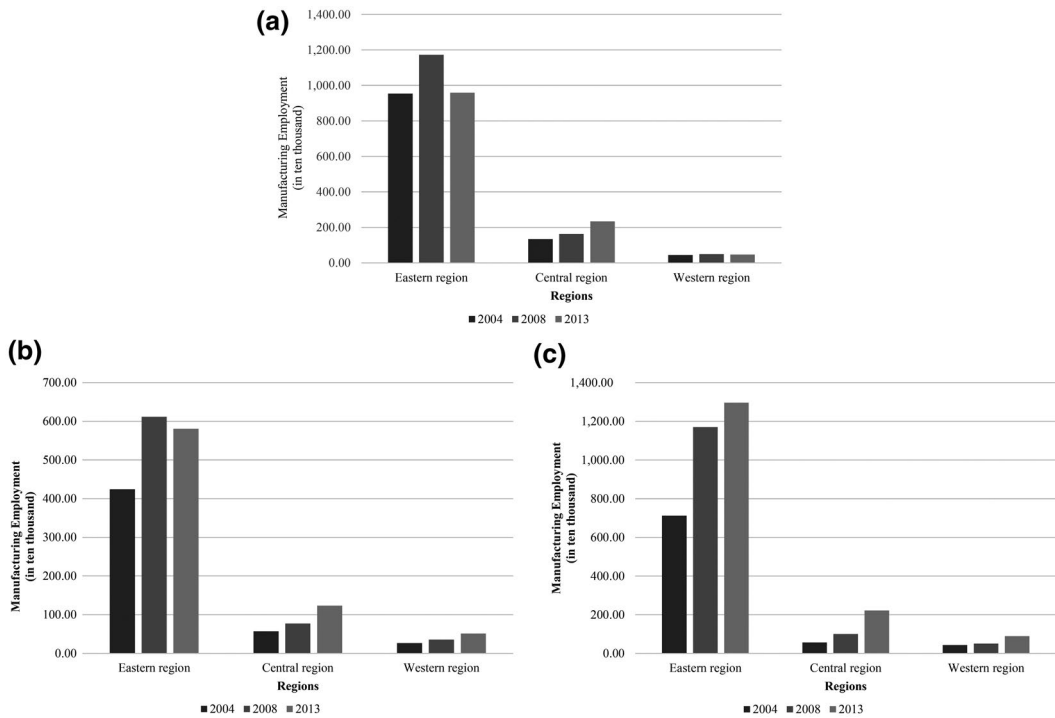 (a)
Manufacturing Employment
(in ten thousand)
1,400.00
1,200.00
1,000.00
800.00
600.00
400.00
200.00
0.00
Eastern region Central region Western region
Regions
2004 2008 2013
(b)
Manufacturing Employment
(in ten thousand)
700.00
600.00
500.00
400.00
300.00
200.00
100.00
0.00
Eastern region Central region Western region
Regions
2004 2008 2013
(c)
Manufacturing Employment
(in ten thousand)
1,400.00
1,200.00
1,000.00
800.00
600.00
400.00
200.00
0.00
Eastern region Central region Western region
Regions
2004 2008 2013